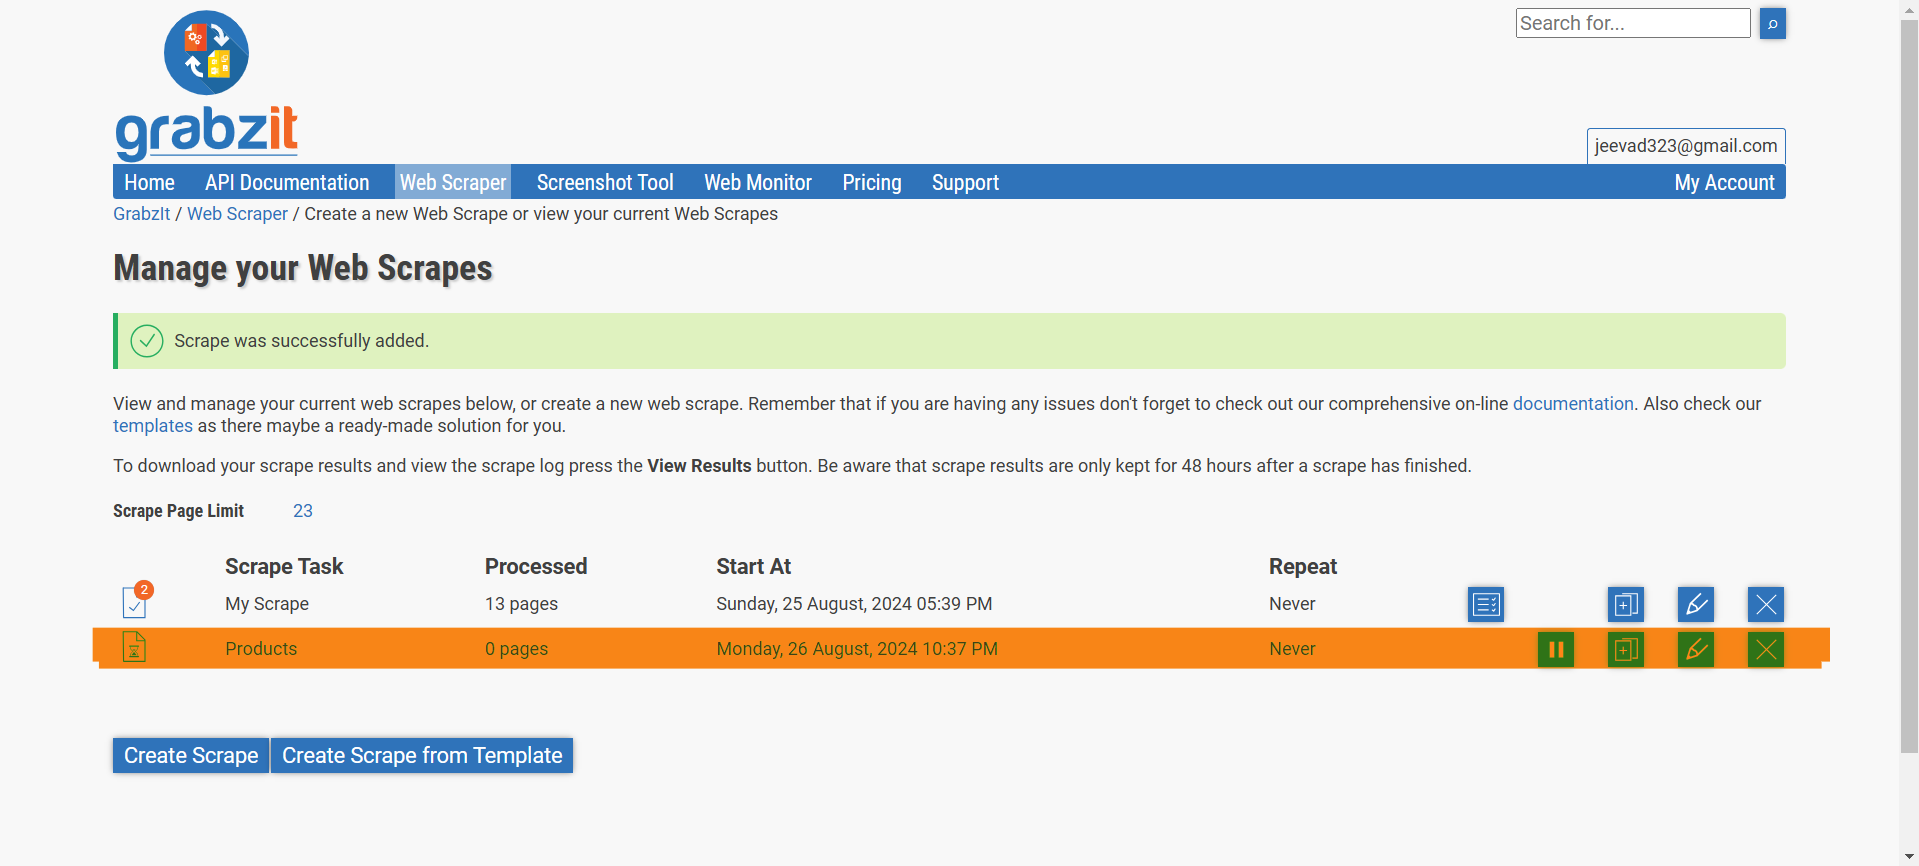 Search for...
grabzit
jeevad323@gmail.com
Home API Documentation Web Scraper Screenshot Tool Web Monitor Pricing Support My Account
GrabzIt / Web Scraper / Create a new Web Scrape or view your current Web Scrapes
Manage your Web Scrapes
Scrape was successfully added.
View and manage your current web scrapes below, or create a new web scrape. Remember that if you are having any issues don't forget to check out our comprehensive on-line documentation. Also check our
templates as there maybe a ready-made solution for you.
To download your scrape results and view the scrape log press the View Results button. Be aware that scrape results are only kept for 48 hours after a scrape has finished.
Scrape Page Limit 23
Scrape Task Processed Start At Repeat
2 My Scrape 13 pages Sunday, 25 August, 2024 05:39 PM Never
Products 0 pages Monday, 26 August, 2024 10:37 PM Never
Create Scrape Create Scrape from Template